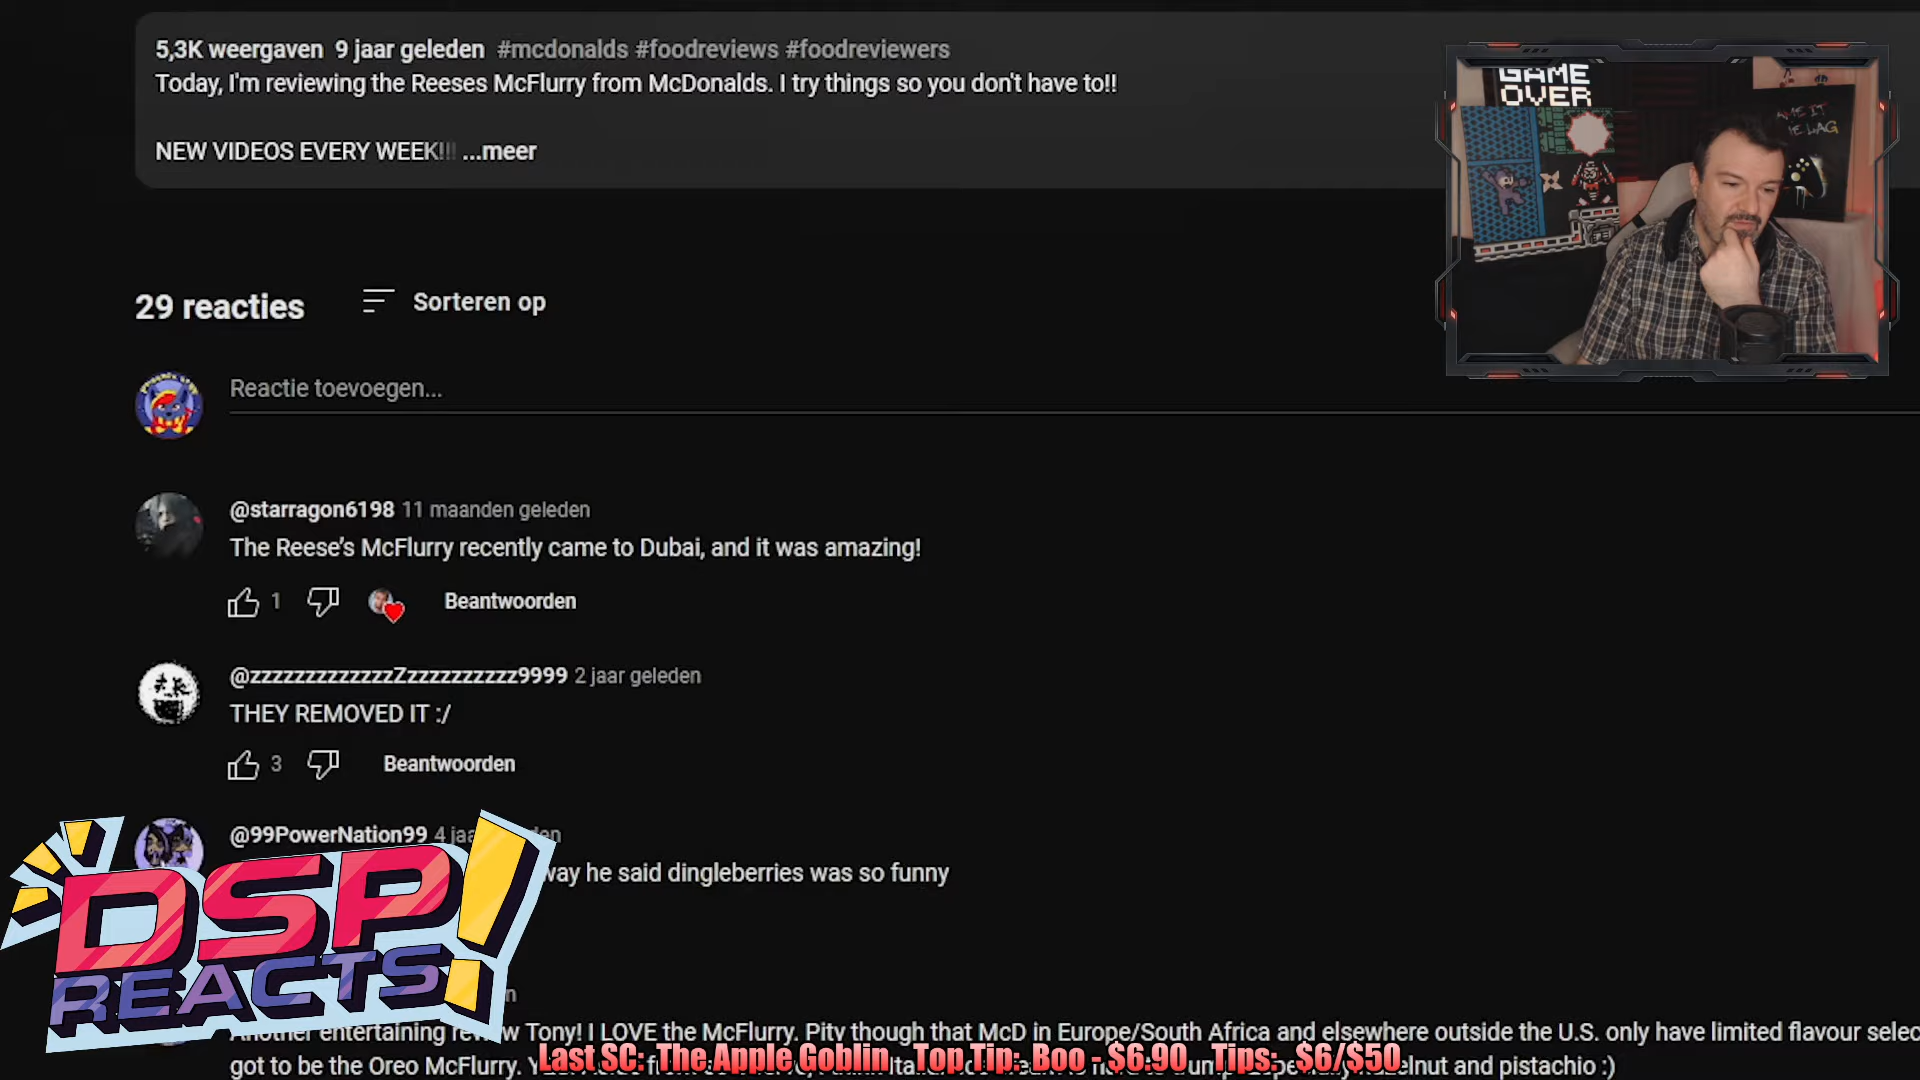 5,3K weergaven 9 jaar geleden #mcdonalds #foodreviews #foodreviewers
Today, I'm reviewing the Reeses McFlurry from McDonalds. I try things so you don't have to!!
NEW VIDEOS EVERY WEEK!!! ...meer
GAME
OVER
29 reacties
Sorteren op
Reactie toevoegen...
@starragon6198 11 maanden geleden
The Reese's McFlurry recently came to Dubai, and it was amazing!
1
Beantwoorden
@zzzzzzzzzzzzzZzzzzzzzzzz9999 2 jaar geleden
THEY REMOVED IT :/
3
Beantwoorden
@99PowerNation99 4
way he said dingleberries was so funny
DSP!
REACTS
Another entertaining Tony! I LOVE the McFlurry. Pity though that McD in Europe/South Africa and elsewhere outside the U.S. only have limited flavour
got to be the Oreo McFlurry.
and pistachio :)
Last SC: The Apple Goblin Top Tip: Boo - $6.90 Tips: $6/$50